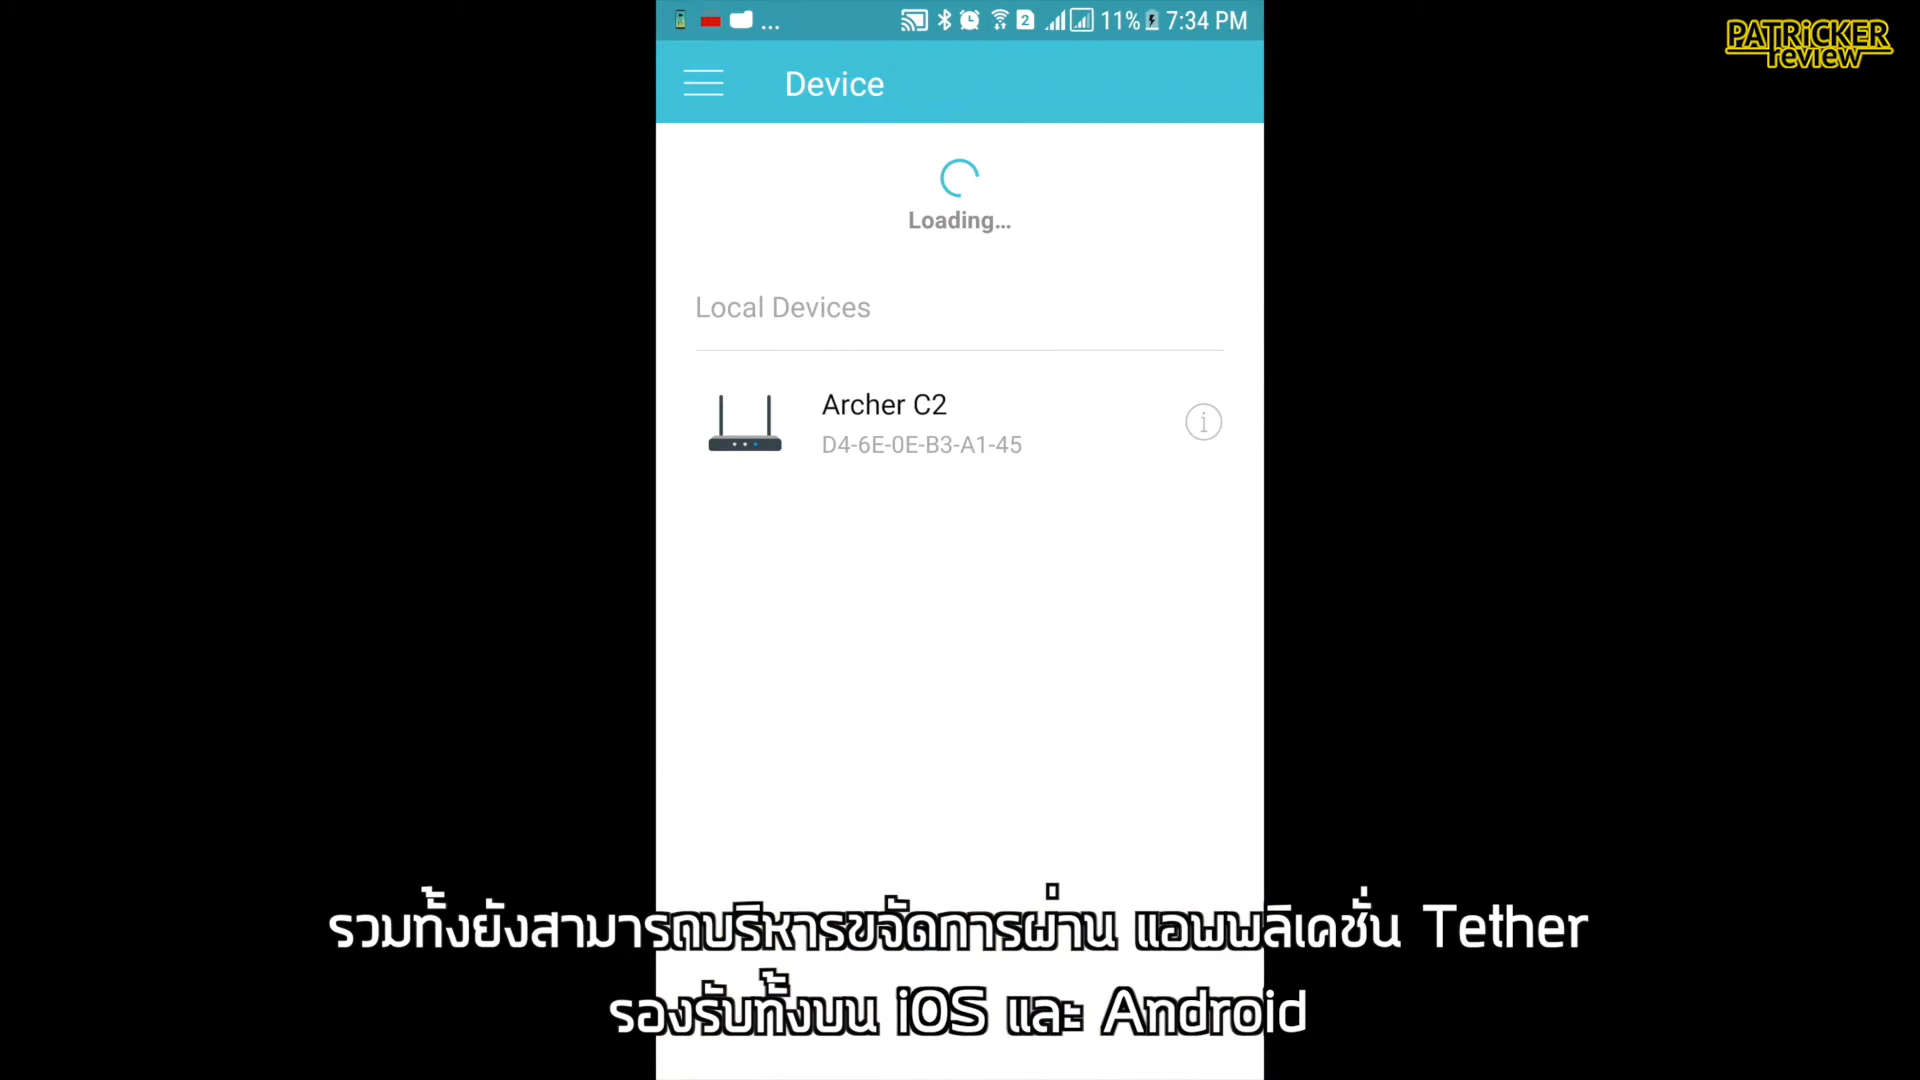 ... 2 11% 7:34 PM
PATRiCKER
review
Device
Loading...
Local Devices
Archer C2
D4-6E-0E-B3-A1-45
รวมทั้งยังสามารถบริหารขจัดการผ่าน แอพพลิเคชั่น Tether
รองรับทั้งบน iOS และ Android